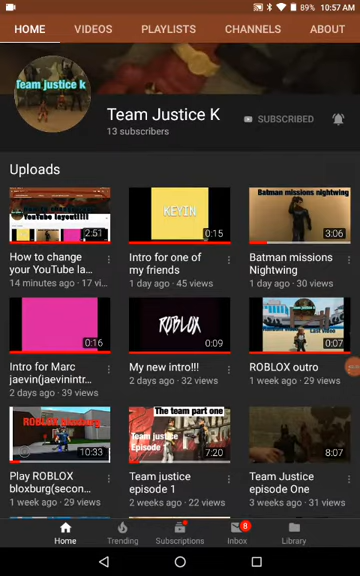 89% 10:57 AM
HOME VIDEOS PLAYLISTS CHANNELS ABOUT
Team justice k
Team Justice K
13 subscribers
SUBSCRIBED
Uploads
YouTube layout!!!!
2:51
KEYIN
0:15
Batman missions nightwing
3:06
How to change
your YouTube la...
14 minutes ago · 17 vi...
Intro for one of
my friends
1 day ago · 45 views
Batman missions
Nightwing
1 day ago · 30 views
0:16
ROBLOX
0:09
Last video
0:07
Intro for Marc
jaevin(jaevinintr...
2 days ago · 39 views
My new intro!!!
2 days ago · 32 views
ROBLOX outro
1 week ago · 29 views
ROBLOX bloxburg
10:33
The team part one
Team justice
Episode
7:20
8:07
Play ROBLOX
bloxburg(secon...
1 week ago · 29 views
Team justice
episode 1
2 weeks ago · 22 views
Team Justice
episode One
3 weeks ago · 31 views
8
Home Trending Subscriptions Inbox Library